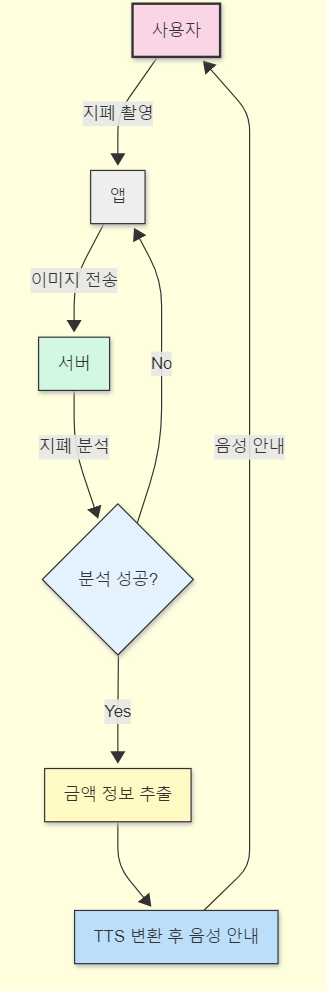 사용자
지폐 촬영
앱
이미지 전송
서버
No
지폐 분석
음성 안내
분석 성공?
Yes
금액 정보 추출
TTS 변환 후 음성 안내